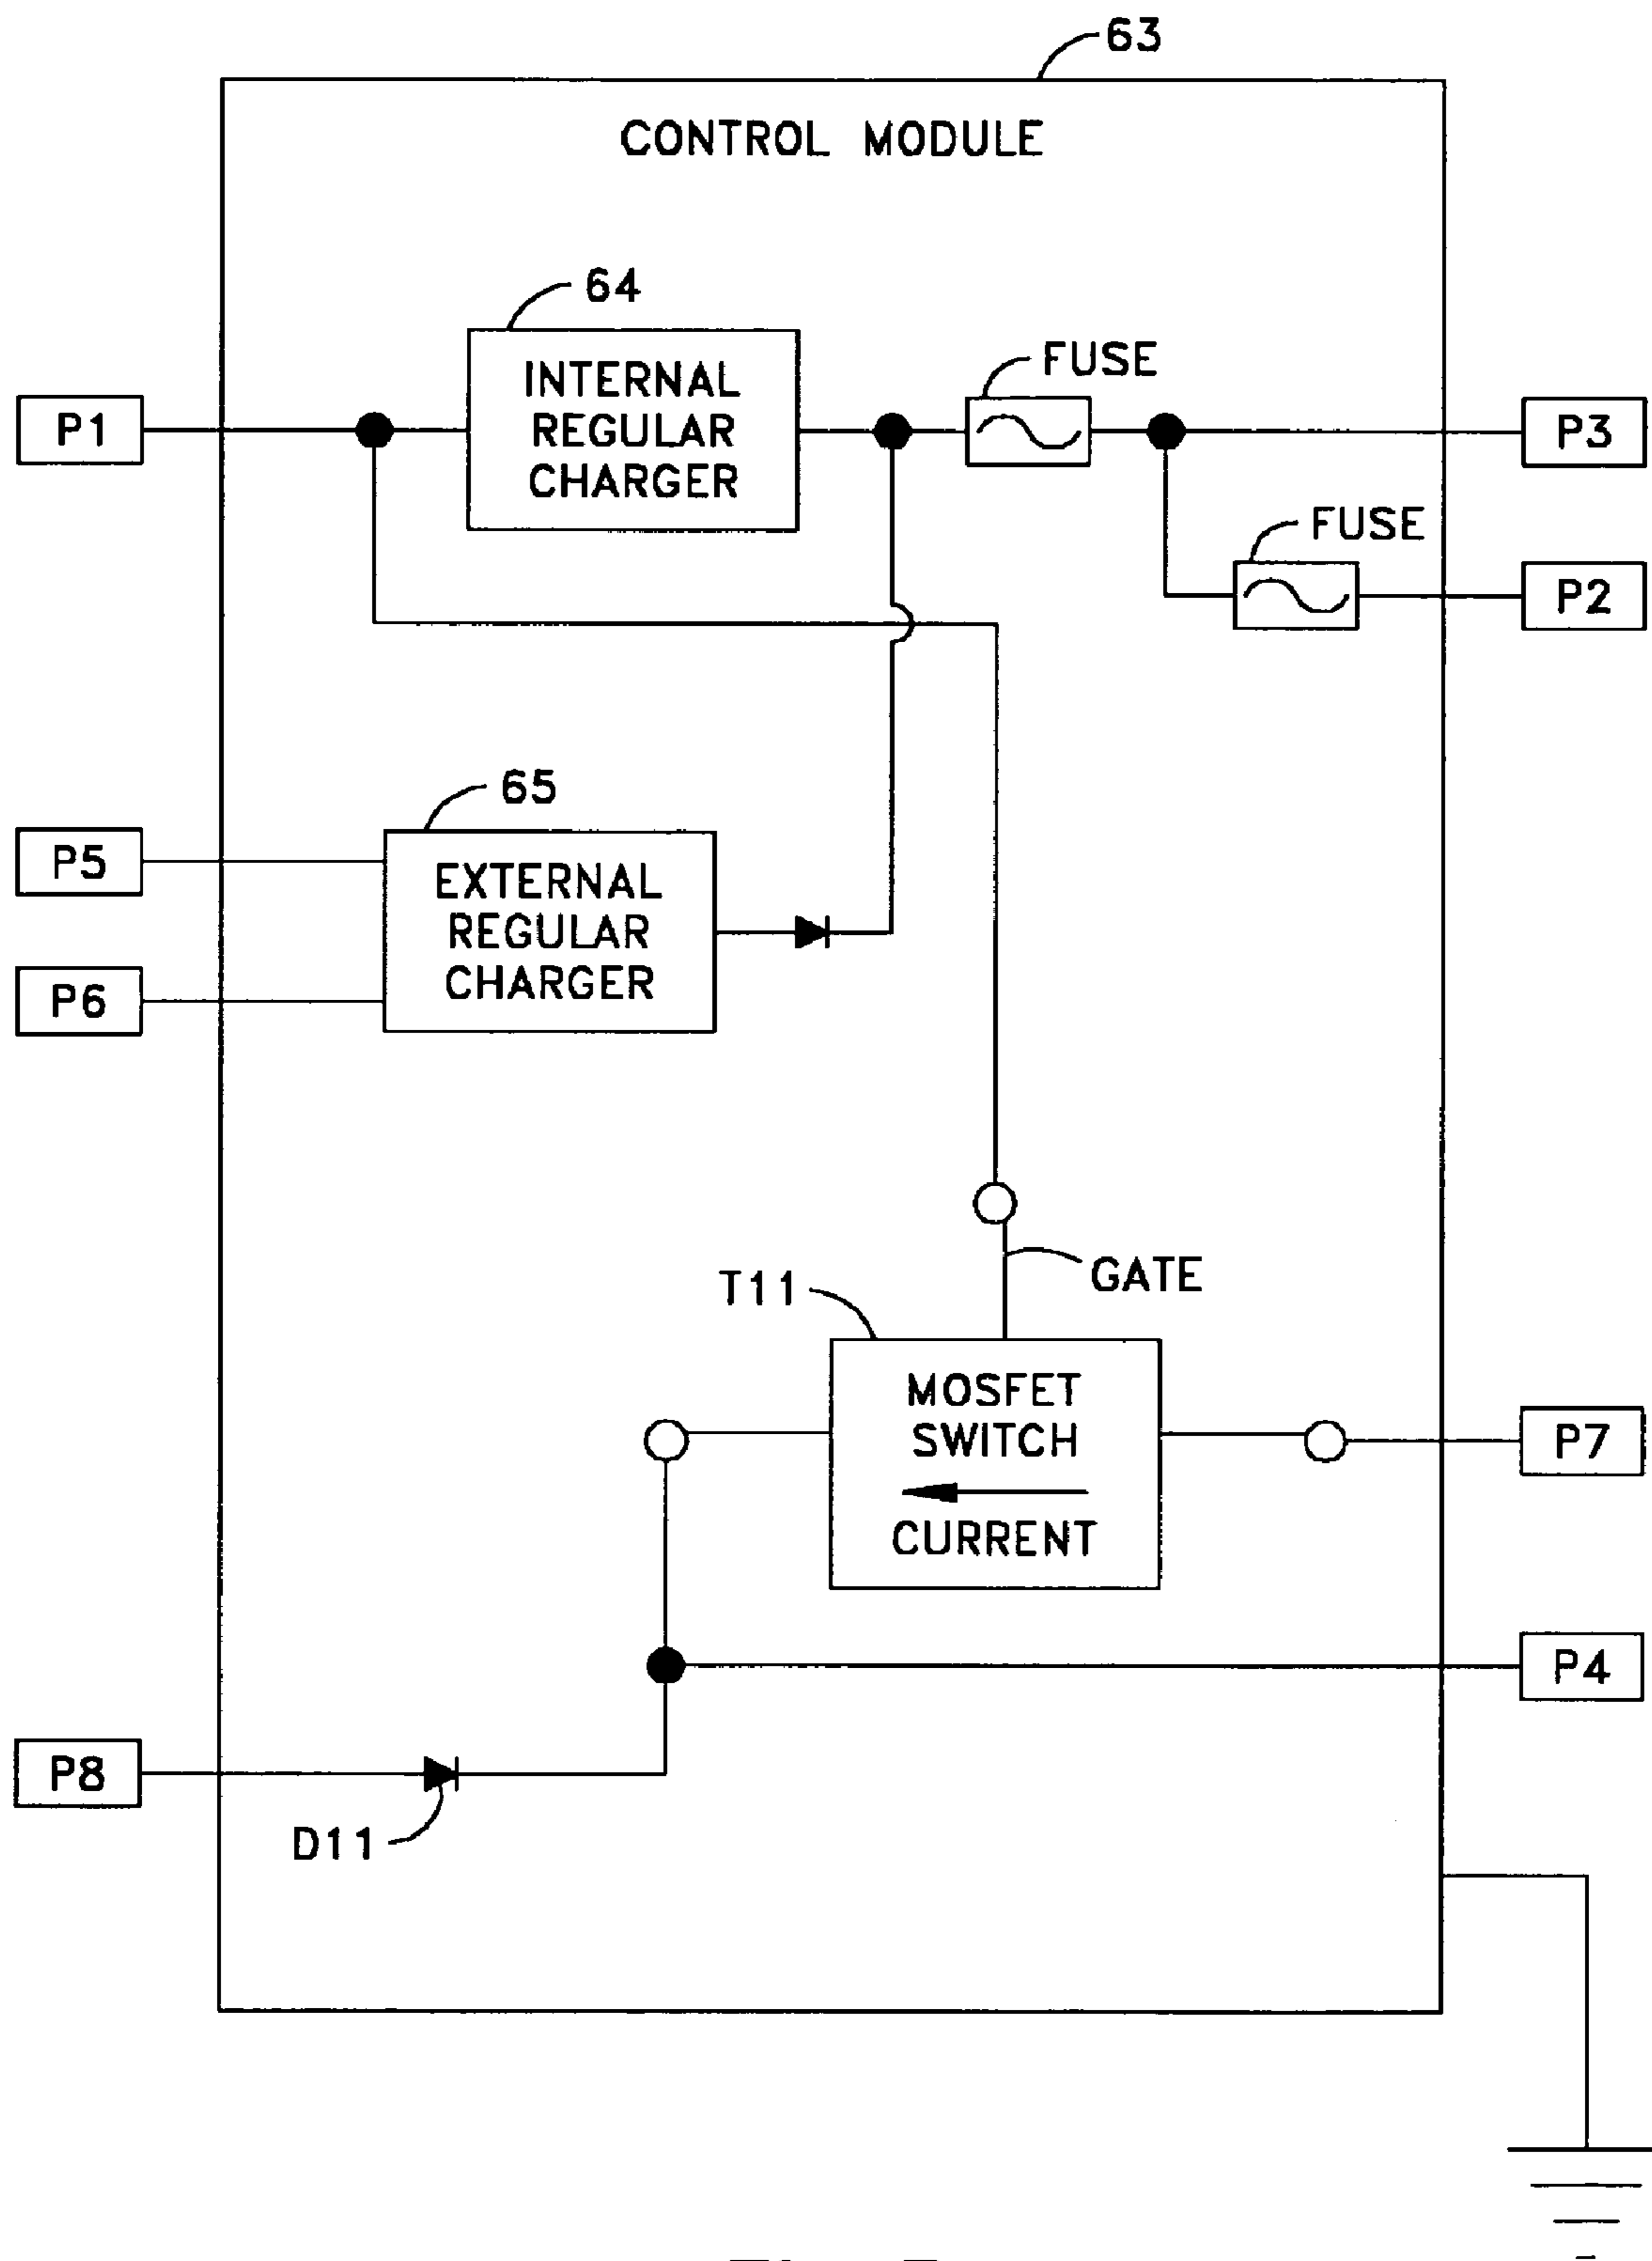 63
CONTROL MODULE
64
INTERNAL
REGULAR
CHARGER
FUSE
P1
P3
FUSE
P2
65
P5
EXTERNAL
REGULAR
CHARGER
P6
GATE
T11
MOSFET
SWITCH
CURRENT
P7
P4
P8
D11